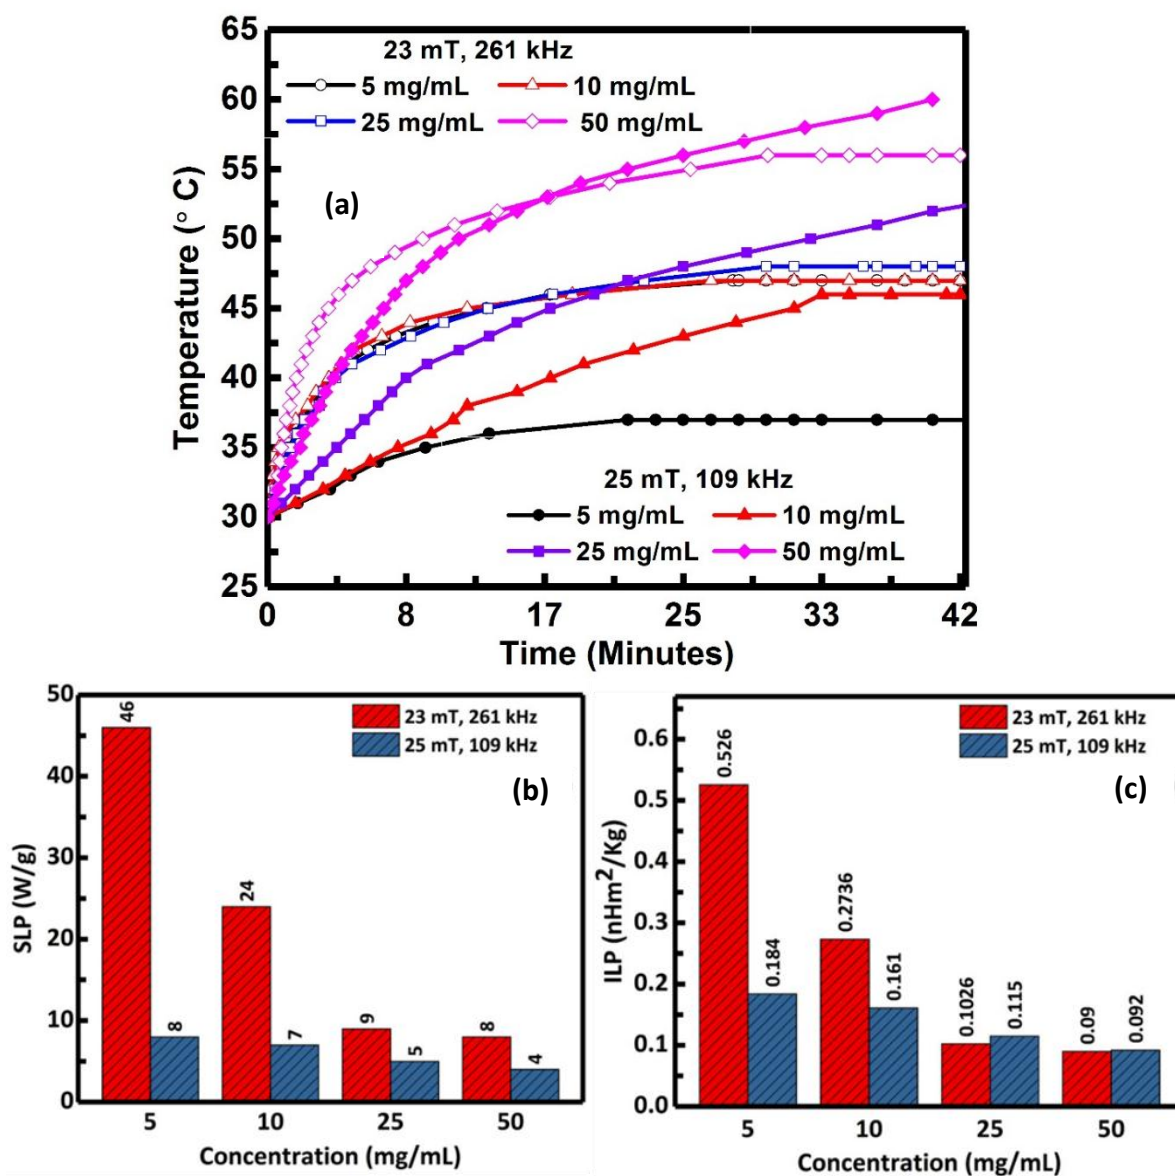 65
60
55
50
45
40
35
30
25
Temperature (° C)
23 mT, 261 kHz
5 mg/mL 10 mg/mL
25 mg/mL 50 mg/mL
(a)
25 mT, 109 kHz
5 mg/mL 10 mg/mL
25 mg/mL 50 mg/mL
0 8 17 25 33 42
Time (Minutes)
50
40
30
20
10
0
SLP (W/g)
23 mT, 261 kHz
25 mT, 109 kHz
(b)
46
8
24
7
9
5
8
4
5 10 25 50
Concentration (mg/mL)
0.6
0.5
0.4
0.3
0.2
0.1
0.0
ILP (nHm²/Kg)
23 mT, 261 kHz
25 mT, 109 kHz
(c)
0.526
0.184
0.2736
0.161
0.1026
0.115
0.09
0.092
5 10 25 50
Concentration (mg/mL)